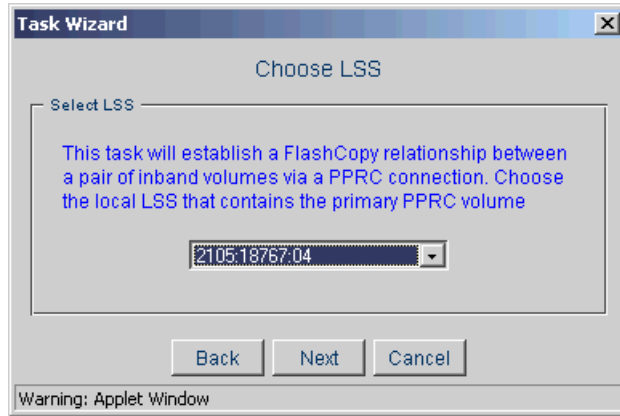 Task Wizard
Choose LSS
Select LSS
This task will establish a FlashCopy relationship between
a pair of inband volumes via a PPRC connection. Choose
the local LSS that contains the primary PPRC volume
2105:18767:04
Back Next Cancel
Warning: Applet Window